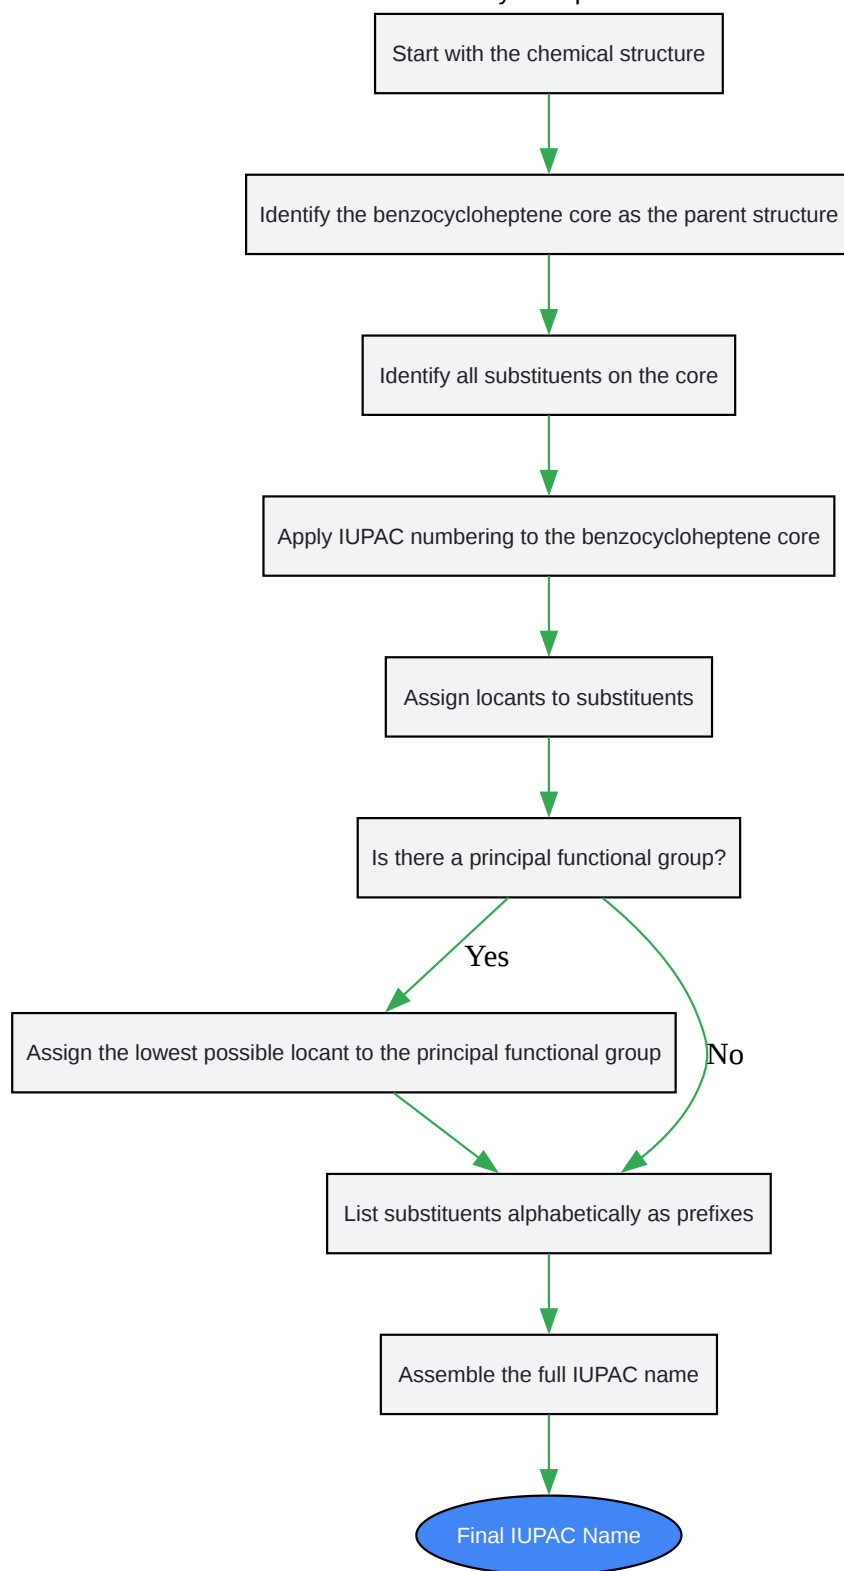 Start with the chemical structure
Identify the benzocycloheptene core as the parent structure
Identify all substituents on the core
Apply IUPAC numbering to the benzocycloheptene core
Assign locants to substituents
Is there a principal functional group?
Yes
Assign the lowest possible locant to the principal functional group
No
List substituents alphabetically as prefixes
Assemble the full IUPAC name
Final IUPAC Name